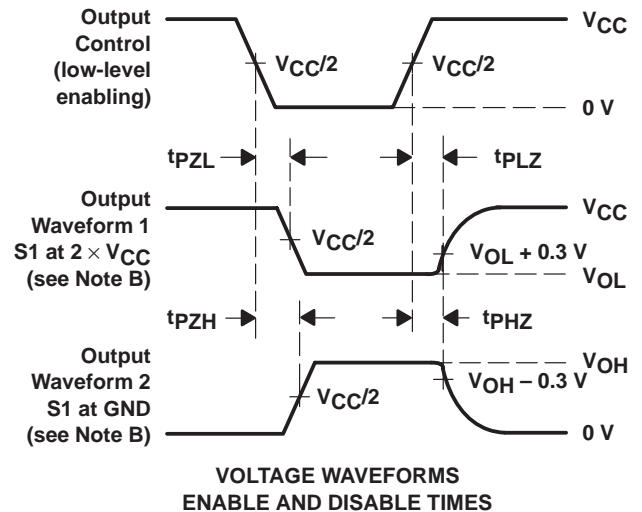 Output
Control
(low-level
enabling)
VCC/2
VCC/2
VCC
0 V
tPZL
tPLZ
Output
Waveform 1
S1 at 2 × VCC
(see Note B)
VCC/2
VCC
VOL + 0.3 V
VOL
tPZH
tPHZ
Output
Waveform 2
S1 at GND
(see Note B)
VCC/2
VOH
VOH – 0.3 V
0 V
VOLTAGE WAVEFORMS
ENABLE AND DISABLE TIMES